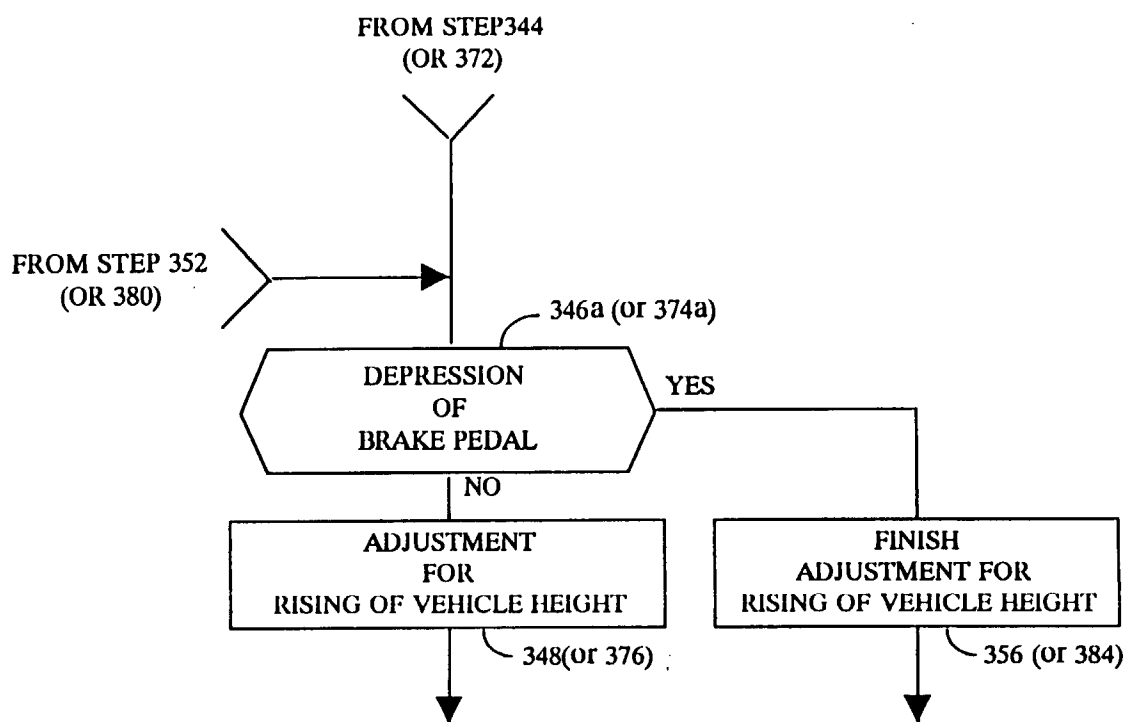 FROM STEP344
(OR 372)
FROM STEP 352
(OR 380)
346a (or 374a)
DEPRESSION
OF
BRAKE PEDAL
YES
NO
ADJUSTMENT
FOR
RISING OF VEHICLE HEIGHT
FINISH
ADJUSTMENT FOR
RISING OF VEHICLE HEIGHT
348(or 376)
356 (or 384)